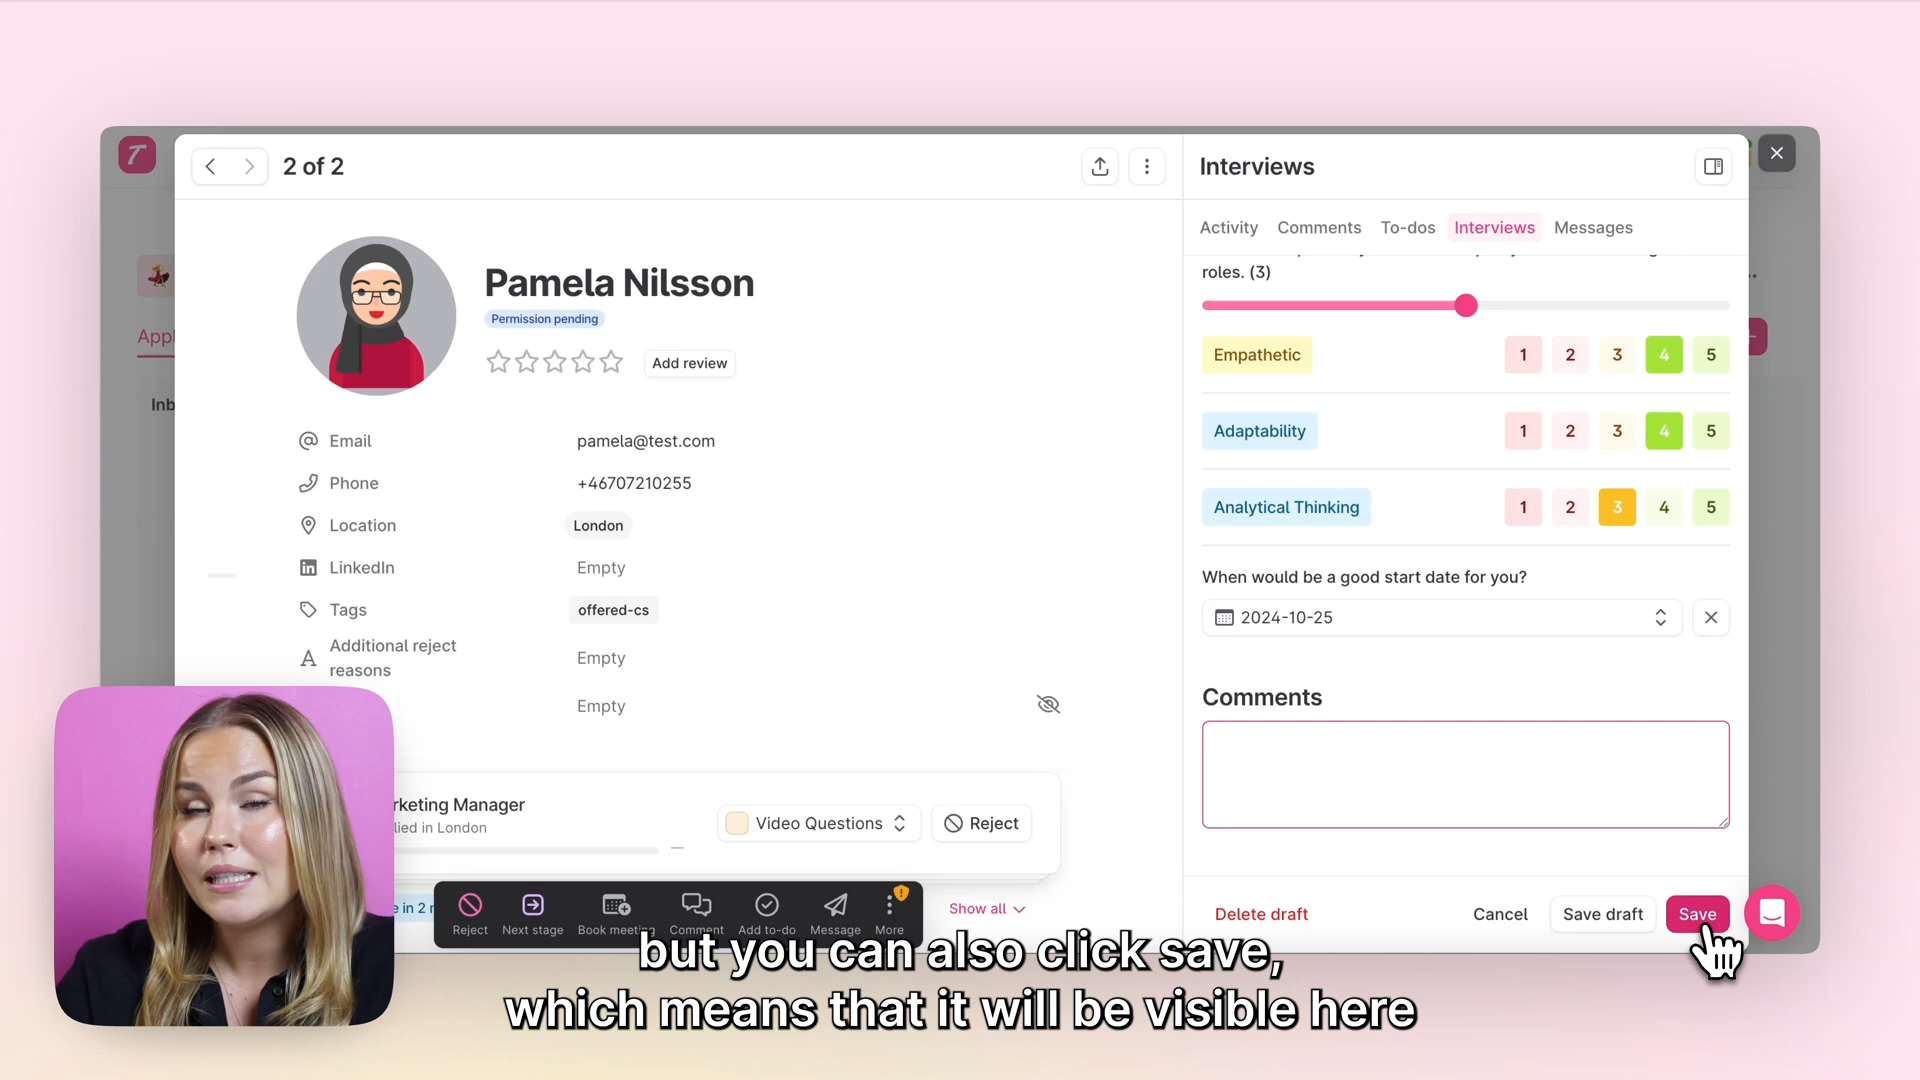 2 of 2
Pamela Nilsson
Permission pending
Add review
Email
pamela@test.com
Phone
+46707210255
Location
London
LinkedIn
Empty
Tags
offered-cs
Additional reject
reasons
Empty
Empty
rketing Manager
lied in London
Video Questions
Reject
e in 2 r
Reject
Next stage
Book meeting
Comment
Add to-do
Message
More
Show all
Appl
Inb
Interviews
Activity
Comments
To-dos
Interviews
Messages
roles. (3)
Empathetic
1 2 3 4 5
Adaptability
1 2 3 4 5
Analytical Thinking
1 2 3 4 5
When would be a good start date for you?
2024-10-25
Comments
Delete draft
Cancel
Save draft
Save
but you can also click save,
which means that it will be visible here